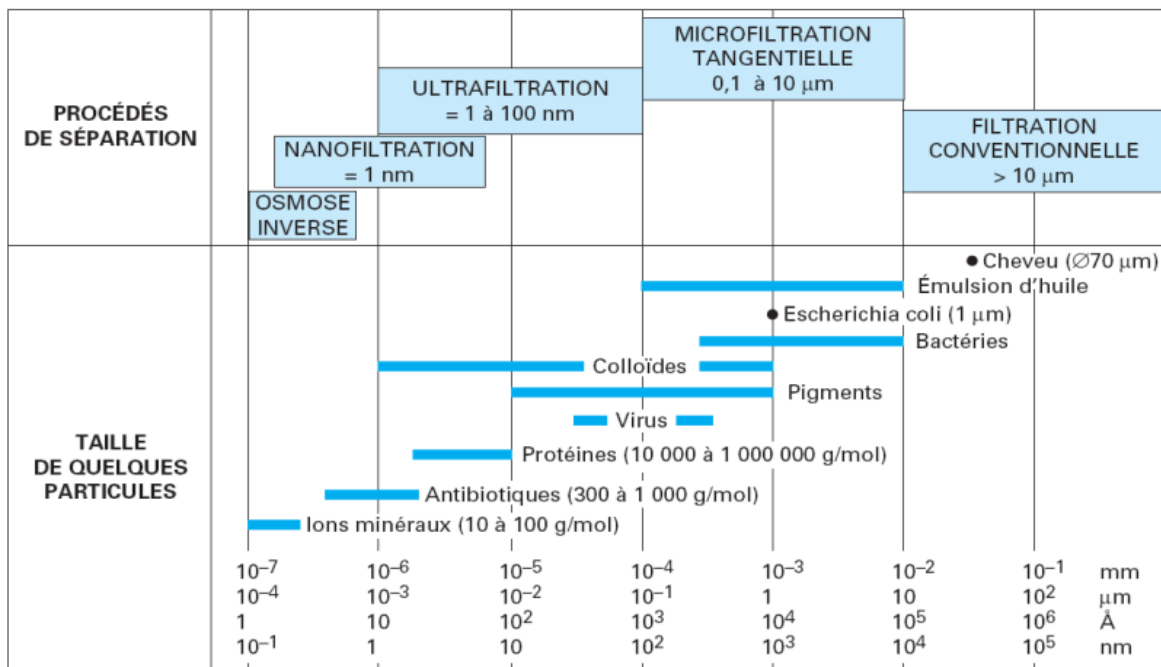 PROCÉDÉS
DE SÉPARATION
MICROFILTRATION
TANGENTIELLE
0,1 à 10 μm
ULTRAFILTRATION
= 1 à 100 nm
FILTRATION
CONVENTIONNELLE
> 10 μm
NANOFILTRATION
= 1 nm
OSMOSE
INVERSE
TAILLE
DE QUELQUES
PARTICULES
Cheveu (∅70 μm)
Émulsion d’huile
Escherichia coli (1 μm)
Bactéries
Colloïdes
Pigments
Virus
Protéines (10 000 à 1 000 000 g/mol)
Antibiotiques (300 à 1 000 g/mol)
Ions minéraux (10 à 100 g/mol)
10–7 10–6 10–5 10–4 10–3 10–2 10–1 mm
10–4 10–3 10–2 10–1 1 10 102 μm
1 10 102 103 104 105 106 Å
10–1 1 10 102 103 104 105 nm